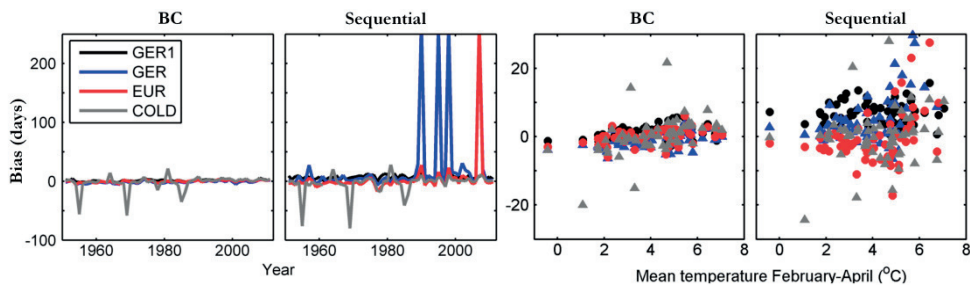 BC
Sequential
BC
Sequential
GER1
GER
EUR
COLD
200
100
0
-100
Bias (days)
1960
1980
2000
1960
1980
2000
Year
20
0
-20
0
2
4
6
8
0
2
4
6
8
Mean temperature February-April (°C)